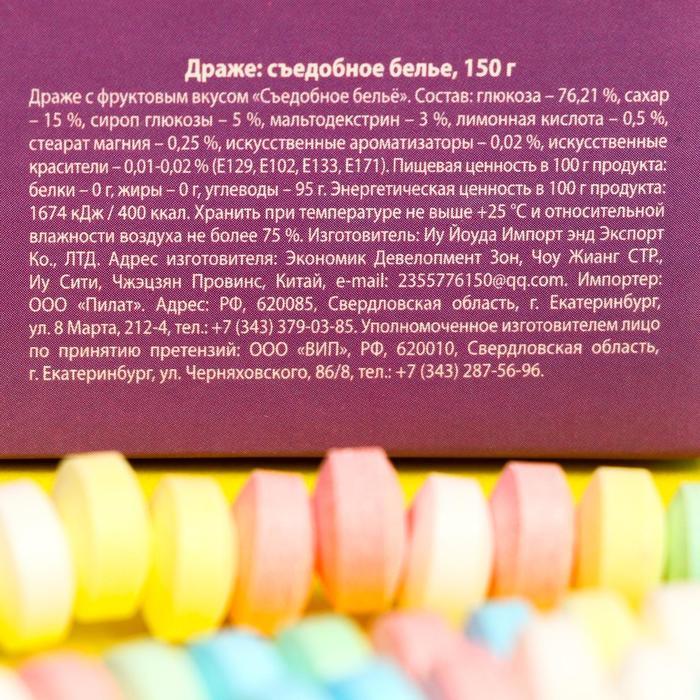 Драже: съедобное белье, 150 г
Драже с фруктовым вкусом «Съедобное бельё». Состав: глюкоза – 76,21 %, сахар
– 15 %, сироп глюкозы – 5 %, мальтодекстрин – 3 %, лимонная кислота – 0,5 %,
стеарат магния – 0,25 %, искусственные ароматизаторы – 0,02 %, искусственные
красители – 0,01-0,02 % (Е129, Е102, Е133, Е171). Пищевая ценность в 100 г продукта:
белки – 0 г, жиры – 0 г, углеводы – 95 г. Энергетическая ценность в 100 г продукта:
1674 кДж / 400 ккал. Хранить при температуре не выше +25 °С и относительной
влажности воздуха не более 75 %. Изготовитель: Иу Йоуда Импорт энд Экспорт
Ко., ЛТД. Адрес изготовителя: Экономик Девелопмент Зон, Чоу Жианг СТР.,
Иу Сити, Чжэцзян Провинс, Китай, e-mail: 2355776150@qq.com. Импортер:
ООО «Пилат». Адрес: РФ, 620085, Свердловская область, г. Екатеринбург,
ул. 8 Марта, 212-4, тел.: +7 (343) 379-03-85. Уполномоченное изготовителем лицо
по принятию претензий: ООО «ВИП», РФ, 620010, Свердловская область,
г. Екатеринбург, ул. Черняховского, 86/8, тел.: +7 (343) 287-56-96.